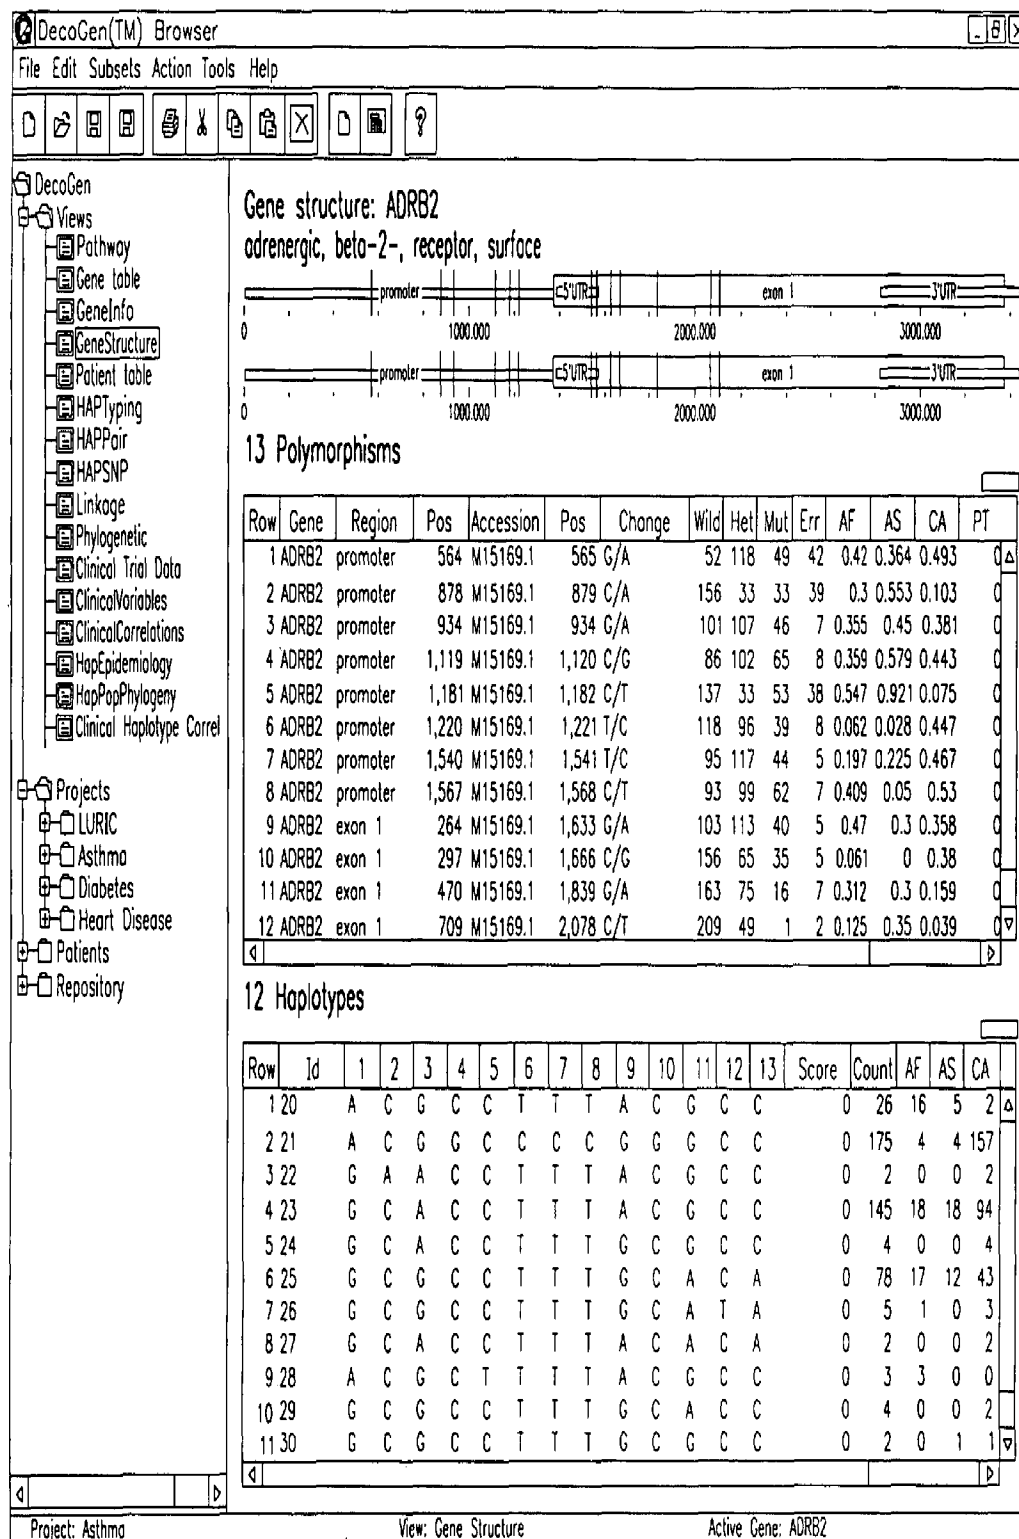 DecoGen(TM) Browser
File Edit Subsets Action Tools Help
DecoGen
Views
Pathway
Gene table
GeneInfo
GeneStructure
Patient table
HAPTyping
HAPPair
HAPSNP
Linkage
Phylogenetic
Clinical Trial Data
ClinicalVariables
ClinicalCorrelations
HapEpidemiology
HapPopPhylogeny
Clinical Haplotype Correl
Projects
LURIC
Asthma
Diabetes
Heart Disease
Patients
Repository
Gene structure: ADRB2
adrenergic, beta-2-, receptor, surface
promoter 5'UTR exon 1 3'UTR
0 1000.000 2000.000 3000.000
promoter 5'UTR exon 1 3'UTR
0 1000.000 2000.000 3000.000
13 Polymorphisms
Row Gene Region Pos Accession Pos Change Wild Het Mut Err AF AS CA PT
1 ADRB2 promoter 564 M15169.1 565 G/A 52 118 49 42 0.42 0.364 0.493 0
2 ADRB2 promoter 878 M15169.1 879 C/A 156 33 33 39 0.3 0.553 0.103 0
3 ADRB2 promoter 934 M15169.1 934 G/A 101 107 46 7 0.355 0.45 0.381 0
4 ADRB2 promoter 1,119 M15169.1 1,120 C/G 86 102 65 8 0.359 0.579 0.443 0
5 ADRB2 promoter 1,181 M15169.1 1,182 C/T 137 33 53 38 0.547 0.921 0.075 0
6 ADRB2 promoter 1,220 M15169.1 1,221 T/C 118 96 39 8 0.062 0.028 0.447 0
7 ADRB2 promoter 1,540 M15169.1 1,541 T/C 95 117 44 5 0.197 0.225 0.467 0
8 ADRB2 promoter 1,567 M15169.1 1,568 C/T 93 99 62 7 0.409 0.05 0.53 0
9 ADRB2 exon 1 264 M15169.1 1,633 G/A 103 113 40 5 0.47 0.3 0.358 0
10 ADRB2 exon 1 297 M15169.1 1,666 C/G 156 65 35 5 0.061 0 0.38 0
11 ADRB2 exon 1 470 M15169.1 1,839 G/A 163 75 16 7 0.312 0.3 0.159 0
12 ADRB2 exon 1 709 M15169.1 2,078 C/T 209 49 1 2 0.125 0.35 0.039 0
12 Haplotypes
Row Id 1 2 3 4 5 6 7 8 9 10 11 12 13 Score Count AF AS CA
1 20 A C G C C T T T A C G C C 0 26 16 5 2
2 21 A C G G C C C C G G G C C 0 175 4 4 157
3 22 G A A C C T T T A C G C C 0 2 0 0 2
4 23 G C A C C T T T A C G C C 0 145 18 18 94
5 24 G C A C C T T T G C G C C 0 4 0 0 4
6 25 G C G C C T T T G C A C A 0 78 17 12 43
7 26 G C G C C T T T G C A T A 0 5 1 0 3
8 27 G C A C C T T T A C A C A 0 2 0 0 2
9 28 A C G C T T T T A C G C C 0 3 3 0 0
10 29 G C G C C T T T G C A C C 0 4 0 0 2
11 30 G C G C C T T T G C G C C 0 2 0 1 1
Project: Asthma View: Gene Structure Active Gene: ADRB2